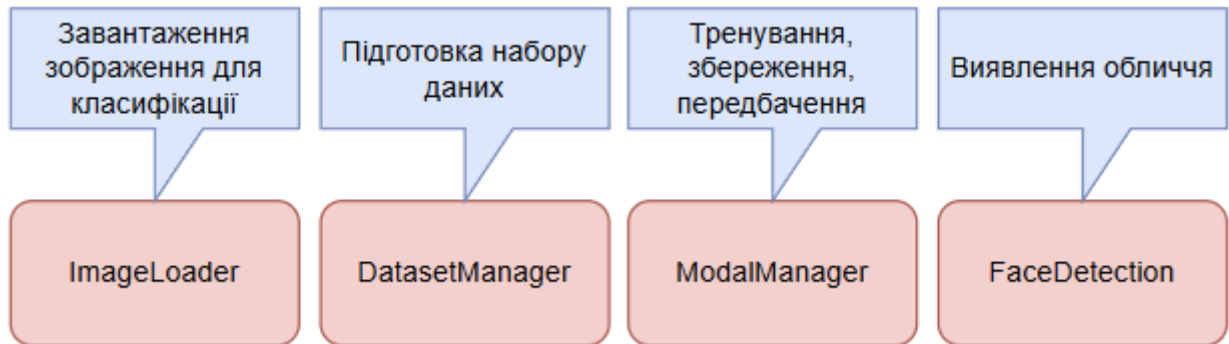 Завантаження
зображення для
класифікації
Підготовка набору
даних
Тренування,
збереження,
передбачення
Виявлення обличчя
ImageLoader
DatasetManager
ModalManager
FaceDetection